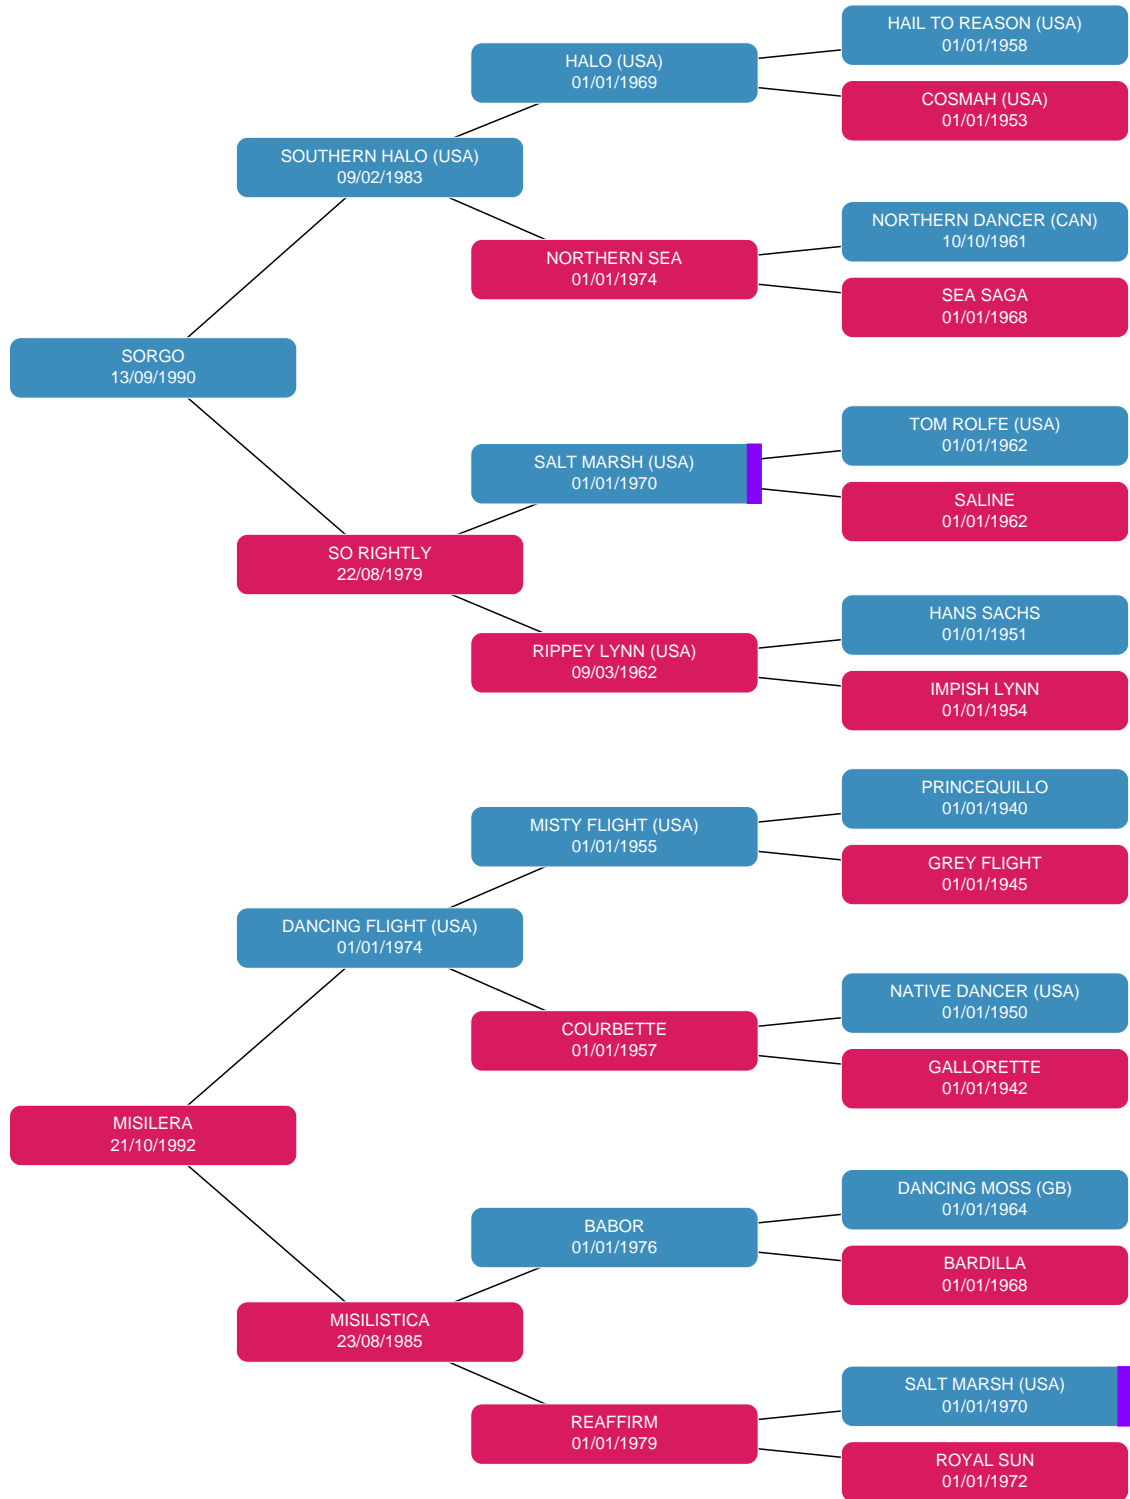 HAIL TO REASON (USA)
01/01/1958
HALO (USA)
01/01/1969
COSMAH (USA)
01/01/1953
SOUTHERN HALO (USA)
09/02/1983
NORTHERN DANCER (CAN)
10/10/1961
NORTHERN SEA
01/01/1974
SEA SAGA
01/01/1968
SORGO
13/09/1990
TOM ROLFE (USA)
01/01/1962
SALT MARSH (USA)
01/01/1970
SALINE
01/01/1962
SO RIGHTLY
22/08/1979
HANS SACHS
01/01/1951
RIPPEY LYNN (USA)
09/03/1962
IMPISH LYNN
01/01/1954
PRINCEQUILLO
01/01/1940
MISTY FLIGHT (USA)
01/01/1955
GREY FLIGHT
01/01/1945
DANCING FLIGHT (USA)
01/01/1974
NATIVE DANCER (USA)
01/01/1950
COURBETTE
01/01/1957
GALLORETTE
01/01/1942
MISILERA
21/10/1992
DANCING MOSS (GB)
01/01/1964
BABOR
01/01/1976
BARDILLA
01/01/1968
MISILISTICA
23/08/1985
SALT MARSH (USA)
01/01/1970
REAFFIRM
01/01/1979
ROYAL SUN
01/01/1972